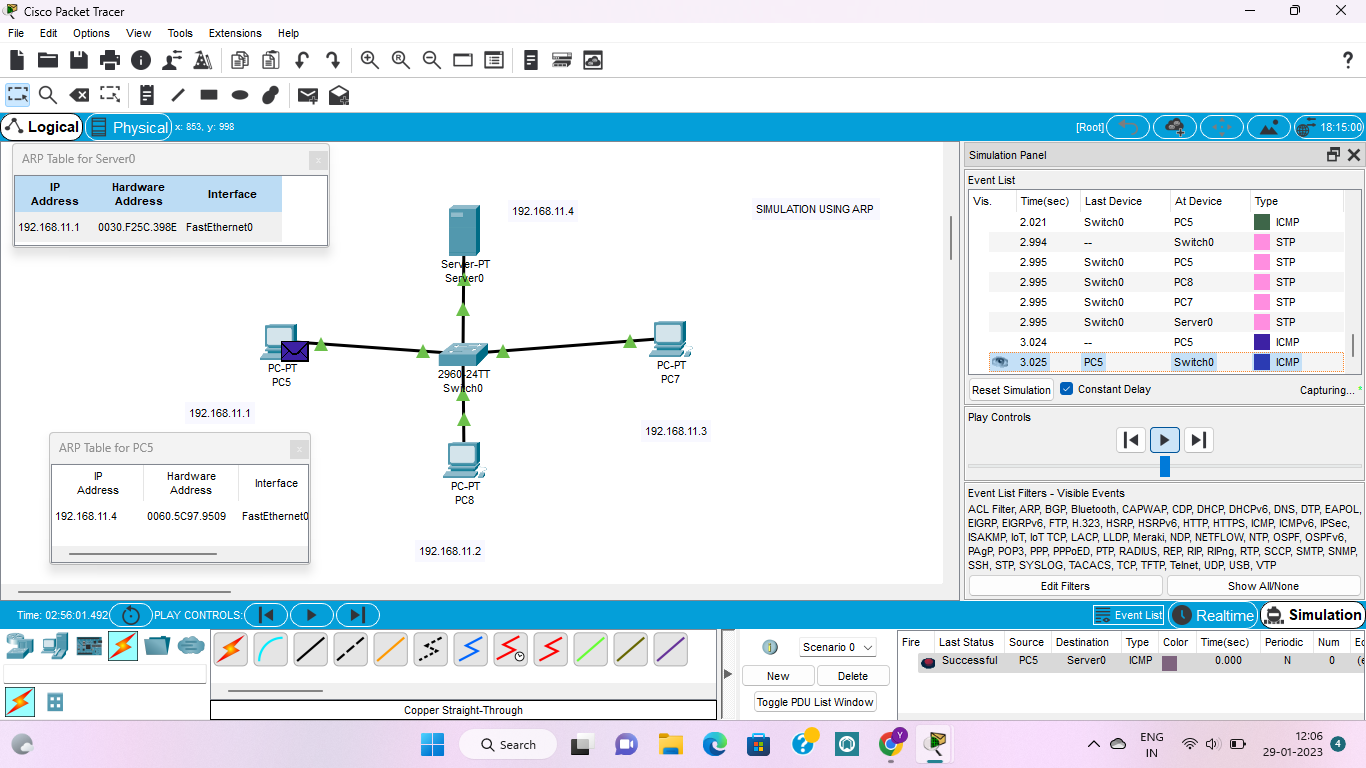 Cisco Packet Tracer
File Edit Options View Tools Extensions Help
?
Logical Physical x: 853, y: 998 [Root] 18:15:00
ARP Table for Server0 x
IP Address Hardware Address Interface
192.168.11.1 0030.F25C.398E FastEthernet0
192.168.11.4
SIMULATION USING ARP
Server-PT
Server0
PC-PT
PC5
2960-24TT
Switch0
PC-PT
PC7
192.168.11.1
192.168.11.3
ARP Table for PC5 x
IP Address Hardware Address Interface
192.168.11.4 0060.5C97.9509 FastEthernet0
PC-PT
PC8
192.168.11.2
Simulation Panel
Event List
Vis. Time(sec) Last Device At Device Type
2.021 Switch0 PC5 ICMP
2.994 -- Switch0 STP
2.995 Switch0 PC5 STP
2.995 Switch0 PC8 STP
2.995 Switch0 PC7 STP
2.995 Switch0 Server0 STP
3.024 -- PC5 ICMP
3.025 PC5 Switch0 ICMP
Reset Simulation Constant Delay Capturing... *
Play Controls
Event List Filters - Visible Events
ACL Filter, ARP, BGP, Bluetooth, CAPWAP, CDP, DHCP, DHCPv6, DNS, DTP, EAPOL,
EIGRP, EIGRPv6, FTP, H.323, HSRP, HSRPv6, HTTP, HTTPS, ICMP, ICMPv6, IPSec,
ISAKMP, IoT, IoT TCP, LACP, LLDP, Meraki, NDP, NETFLOW, NTP, OSPF, OSPFv6,
PAgP, POP3, PPP, PPPoED, PTP, RADIUS, REP, RIP, RIPng, RTP, SCCP, SMTP, SNMP,
SSH, STP, SYSLOG, TACACS, TCP, TFTP, Telnet, UDP, USB, VTP
Edit Filters Show All/None
Time: 02:56:01.492 PLAY CONTROLS: Event List Realtime Simulation
Copper Straight-Through
Scenario 0
New Delete
Toggle PDU List Window
Fire Last Status Source Destination Type Color Time(sec) Periodic Num Ec
Successful PC5 Server0 ICMP 0.000 N 0 (e
Search
Y
ENG
IN
12:06
29-01-2023
4